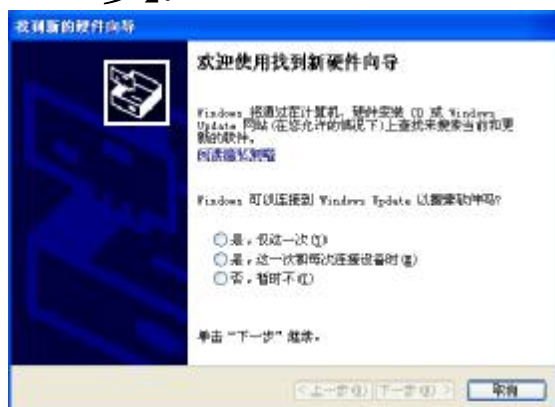 步 2:
找到新的硬件向导
欢迎使用找到新硬件向导
Windows 将通过在计算机、硬件安装 CD 或 Windows
Update 网站(在您允许的情况下)上查找来搜索当前和更
新的软件。
阅读隐私策略
Windows 可以连接到 Windows Update 以搜索软件吗?
是,仅这一次(Y)
是,这一次和每次连接设备时(E)
否,暂时不(T)
单击“下一步”继续。
<上一步(B) 下一步(N) > 取消